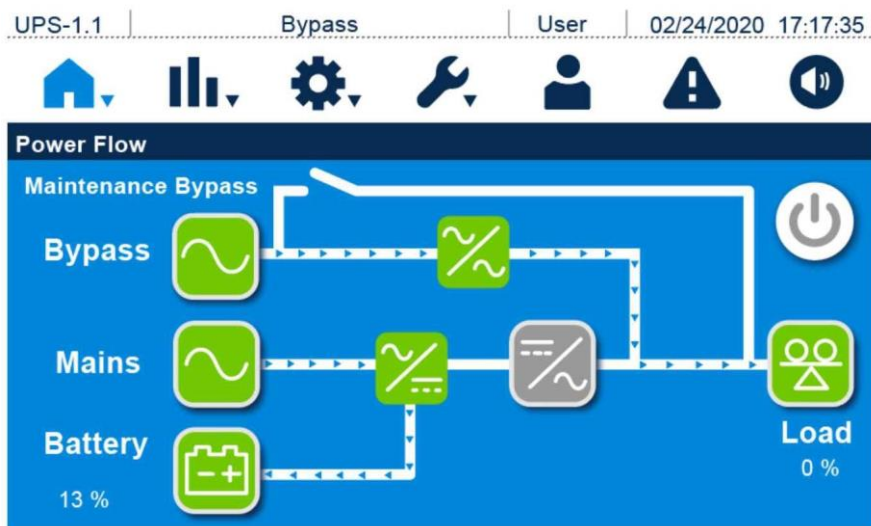 UPS-1.1 Bypass User 02/24/2020 17:17:35
Power Flow
Maintenance Bypass
Bypass
Mains
Battery
13 %
Load
0 %